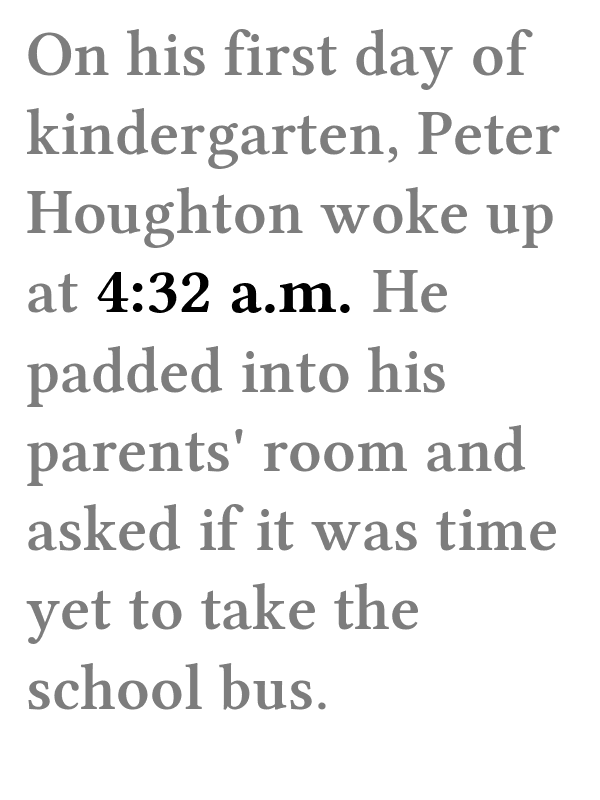 On his first day of
kindergarten, Peter
Houghton woke up
at 4:32 a.m. He
padded into his
parents' room and
asked if it was time
yet to take the
school bus.